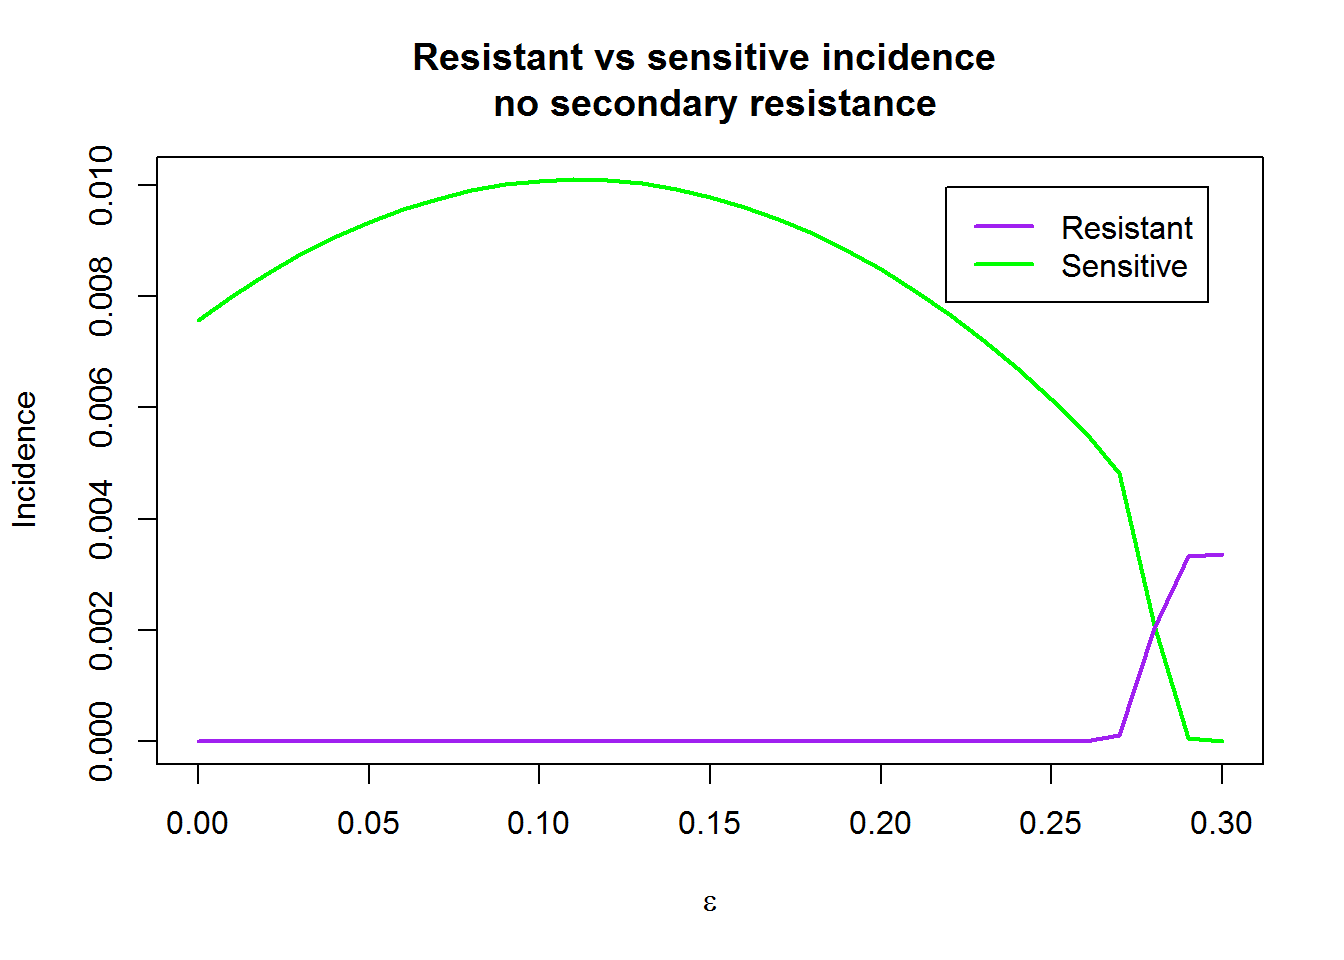 Resistant vs sensitive incidence
no secondary resistance
Resistant
Sensitive
Incidence
0.010
0.008
0.006
0.004
0.002
0.000
0.00 0.05 0.10 0.15 0.20 0.25 0.30
ε